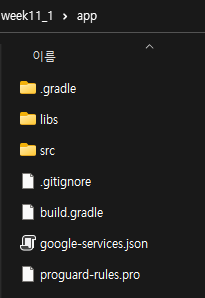 week11_1 > app
이름
.gradle
libs
src
.gitignore
build.gradle
google-services.json
proguard-rules.pro